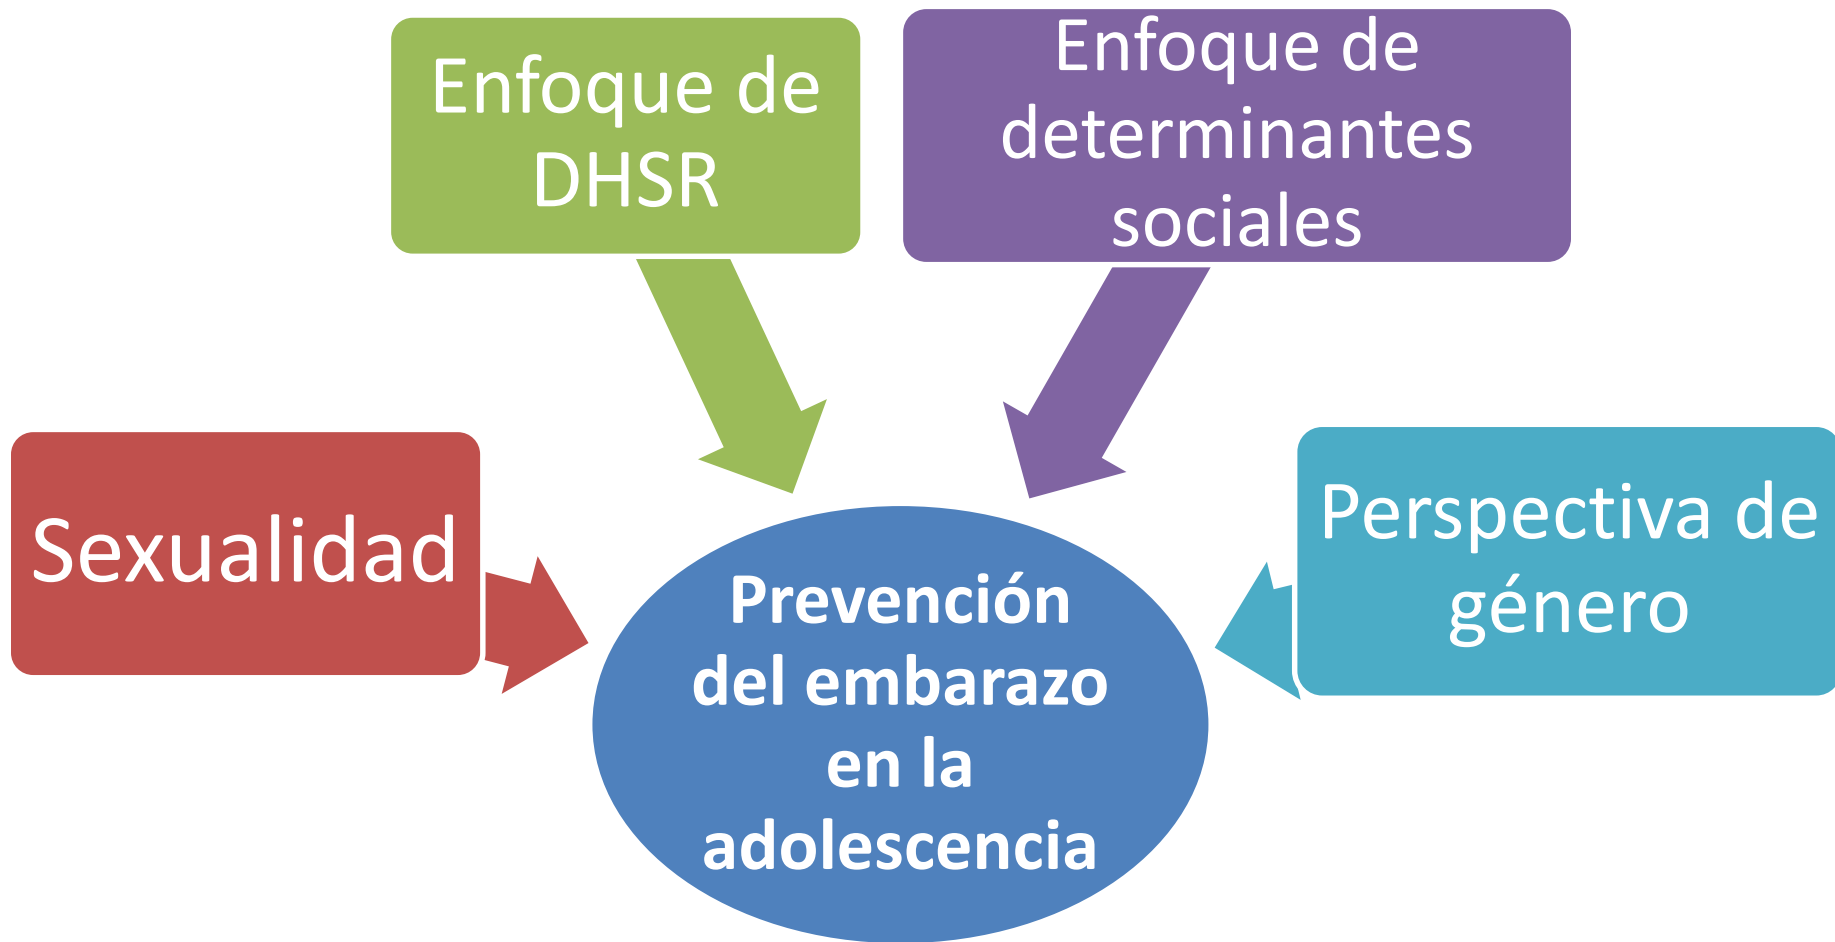 Enfoque de
DHSR
Enfoque de
determinantes
sociales
Sexualidad
Perspectiva de
género
Prevención
del embarazo
en la
adolescencia